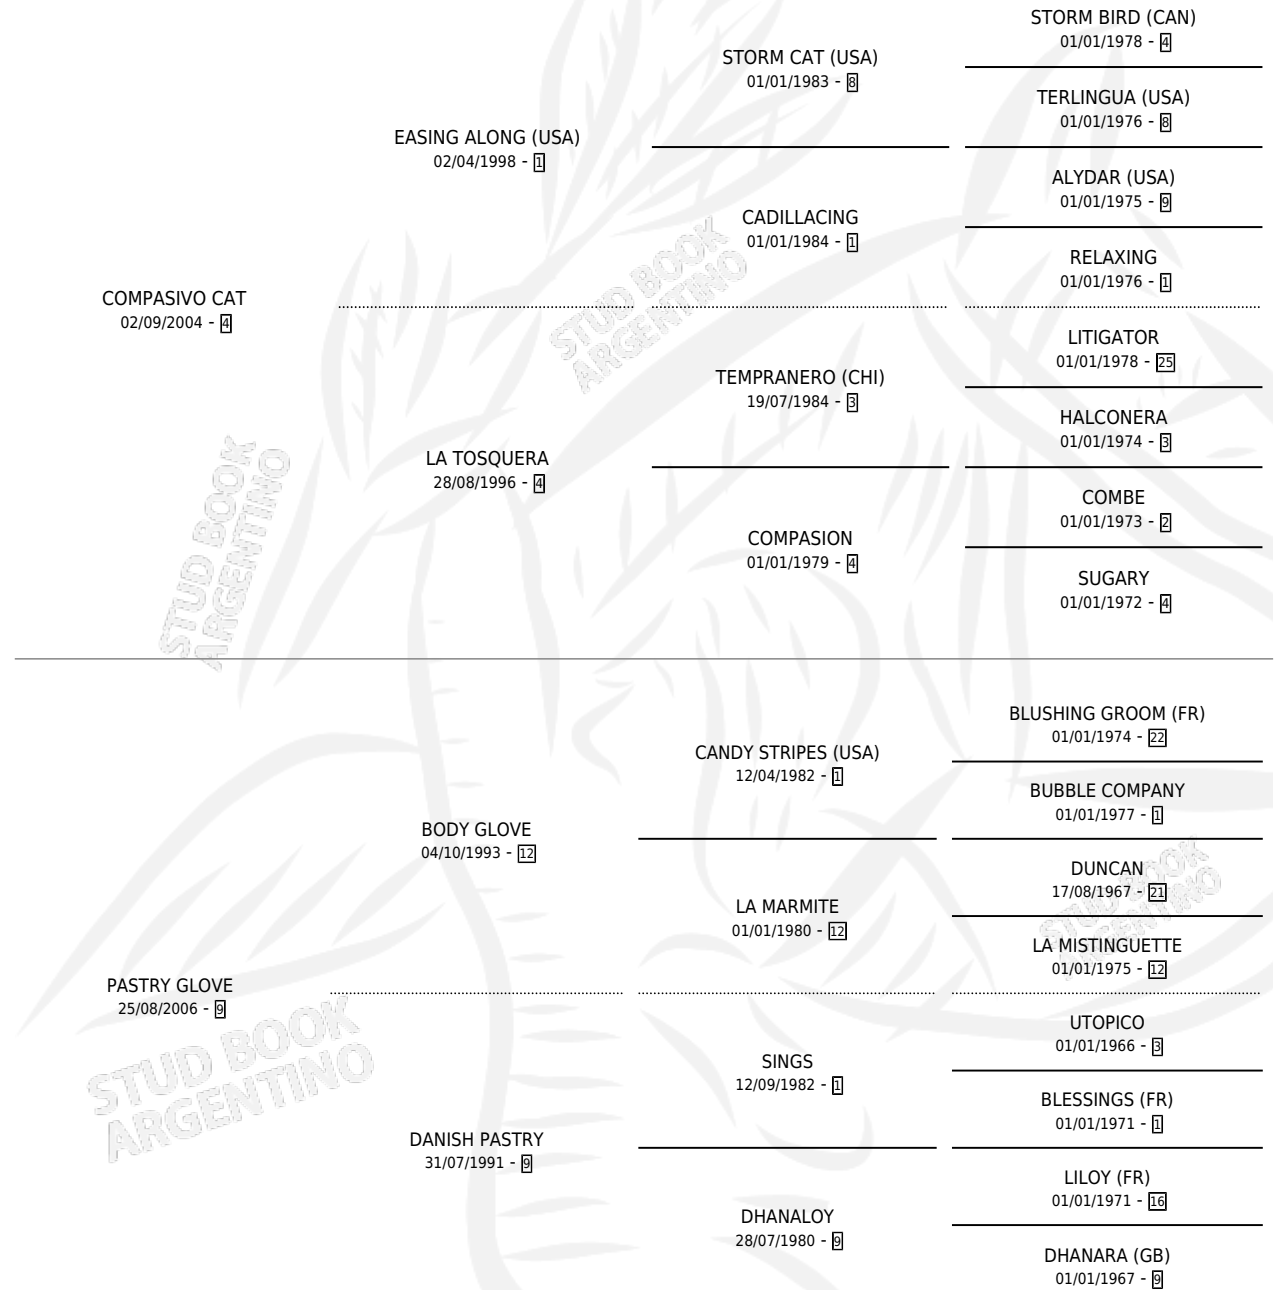 STORM BIRD (CAN)
01/01/1978 - 4
STORM CAT (USA)
01/01/1983 - 8
TERLINGUA (USA)
01/01/1976 - 8
EASING ALONG (USA)
02/04/1998 - 1
ALYDAR (USA)
01/01/1975 - 9
CADILLACING
01/01/1984 - 1
RELAXING
01/01/1976 - 1
COMPASIVO CAT
02/09/2004 - 4
LITIGATOR
01/01/1978 - 25
TEMPRANERO (CHI)
19/07/1984 - 3
HALCONERA
01/01/1974 - 3
LA TOSQUERA
28/08/1996 - 4
COMBE
01/01/1973 - 2
COMPASION
01/01/1979 - 4
SUGARY
01/01/1972 - 4
BLUSHING GROOM (FR)
01/01/1974 - 22
CANDY STRIPES (USA)
12/04/1982 - 1
BUBBLE COMPANY
01/01/1977 - 1
BODY GLOVE
04/10/1993 - 12
DUNCAN
17/08/1967 - 21
LA MARMITE
01/01/1980 - 12
LA MISTINGUETTE
01/01/1975 - 12
PASTRY GLOVE
25/08/2006 - 9
UTOPICO
01/01/1966 - 3
SINGS
12/09/1982 - 1
BLESSINGS (FR)
01/01/1971 - 1
DANISH PASTRY
31/07/1991 - 9
LILOY (FR)
01/01/1971 - 16
DHANALOY
28/07/1980 - 9
DHANARA (GB)
01/01/1967 - 9
STUD BOOK
ARGENTINO
STUD BOOK
ARGENTINO
STUD BOOK
ARGENTINO
STUD BOOK
ARGENTINO